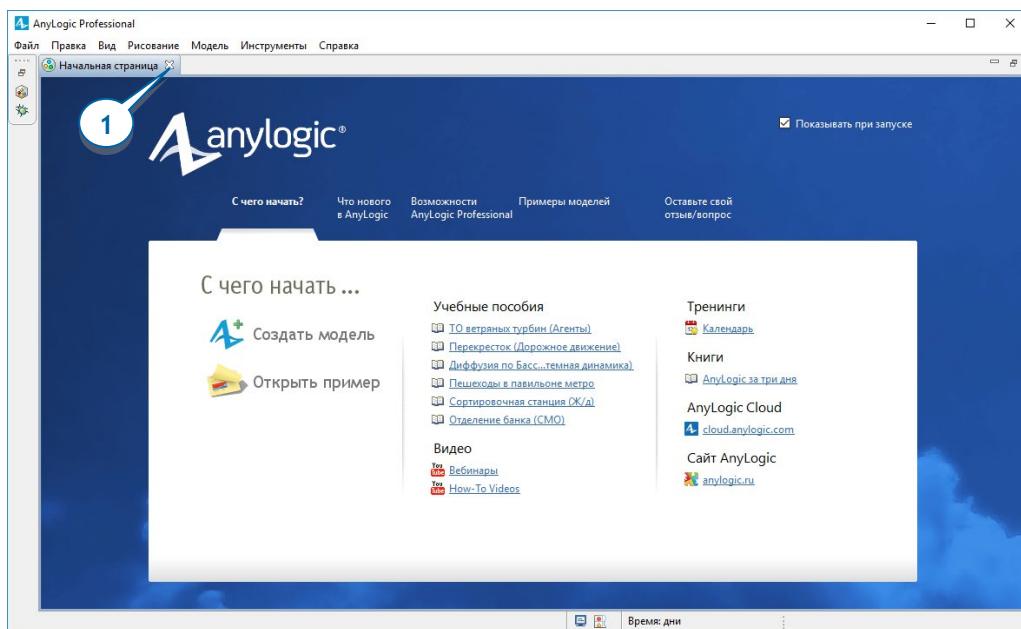 AnyLogic Professional
Файл Правка Вид Рисование Модель Инструменты Справка
Начальная страница
1
anylogic®
Показывать при запуске
С чего начать?
Что нового
в AnyLogic
Возможности
AnyLogic Professional
Примеры моделей
Оставьте свой
отзыв/вопрос
С чего начать ...
Создать модель
Открыть пример
Учебные пособия
ТО ветряных турбин (Агенты)
Перекресток (Дорожное движение)
Диффузия по Басс...темная динамика)
Пешеходы в павильоне метро
Сортировочная станция (Ж/д)
Отделение банка (СМО)
Видео
You Tube Вебинары
You Tube How-To Videos
Тренинги
Календарь
Книги
AnyLogic за три дня
AnyLogic Cloud
cloud.anylogic.com
Сайт AnyLogic
anylogic.ru
Время: дни